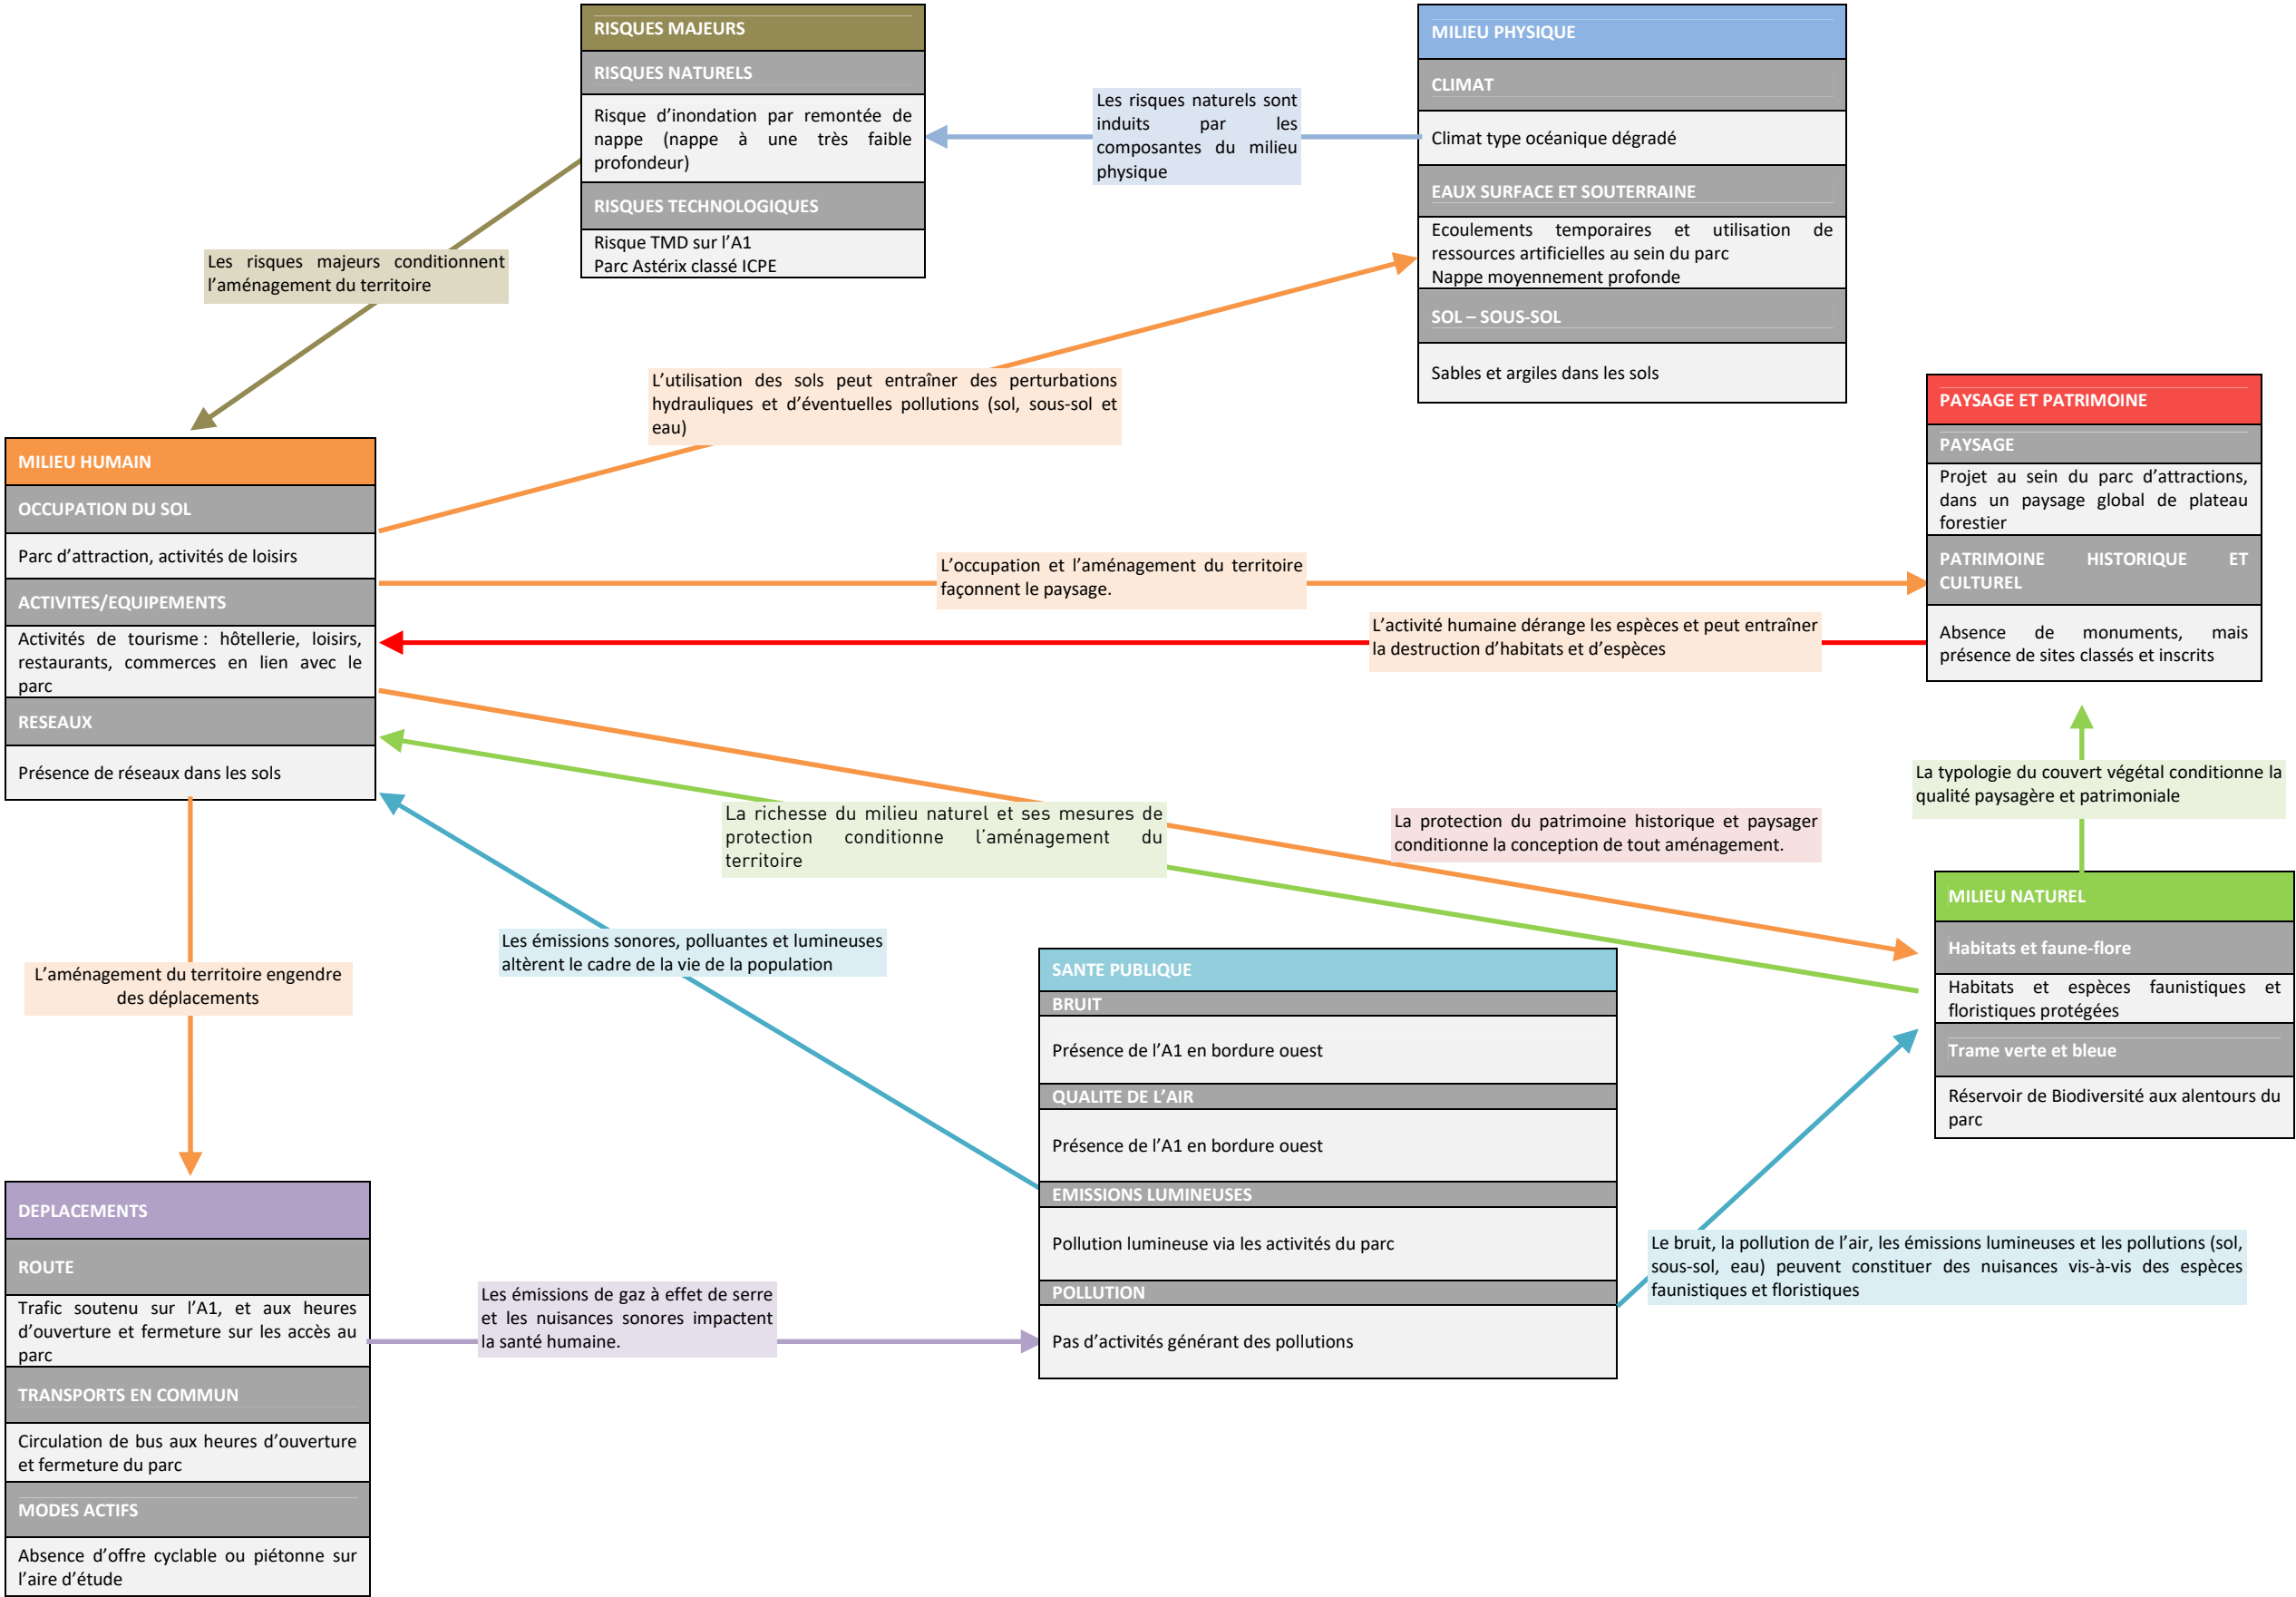 RISQUES MAJEURS
RISQUES NATURELS
Risque d’inondation par remontée de
nappe (nappe à une très faible
profondeur)
RISQUES TECHNOLOGIQUES
Risque TMD sur l’A1
Parc Astérix classé ICPE
Les risques naturels sont
induits par les
composantes du milieu
physique
MILIEU PHYSIQUE
CLIMAT
Climat type océanique dégradé
EAUX SURFACE ET SOUTERRAINE
Ecoulements temporaires et utilisation de
ressources artificielles au sein du parc
Nappe moyennement profonde
SOL – SOUS-SOL
Sables et argiles dans les sols
Les risques majeurs conditionnent
l’aménagement du territoire
L’utilisation des sols peut entraîner des perturbations
hydrauliques et d’éventuelles pollutions (sol, sous-sol et
eau)
PAYSAGE ET PATRIMOINE
PAYSAGE
Projet au sein du parc d’attractions,
dans un paysage global de plateau
forestier
PATRIMOINE HISTORIQUE ET
CULTUREL
Absence de monuments, mais
présence de sites classés et inscrits
MILIEU HUMAIN
OCCUPATION DU SOL
Parc d’attraction, activités de loisirs
ACTIVITES/EQUIPEMENTS
Activités de tourisme : hôtellerie, loisirs,
restaurants, commerces en lien avec le
parc
RESEAUX
Présence de réseaux dans les sols
L’occupation et l’aménagement du territoire
façonnent le paysage.
L’activité humaine dérange les espèces et peut entraîner
la destruction d’habitats et d’espèces
La typologie du couvert végétal conditionne la
qualité paysagère et patrimoniale
La richesse du milieu naturel et ses mesures de
protection conditionne l’aménagement du
territoire
La protection du patrimoine historique et paysager
conditionne la conception de tout aménagement.
MILIEU NATUREL
Habitats et faune-flore
Habitats et espèces faunistiques et
floristiques protégées
Trame verte et bleue
Réservoir de Biodiversité aux alentours du
parc
Les émissions sonores, polluantes et lumineuses
altèrent le cadre de la vie de la population
L’aménagement du territoire engendre
des déplacements
SANTE PUBLIQUE
BRUIT
Présence de l’A1 en bordure ouest
QUALITE DE L’AIR
Présence de l’A1 en bordure ouest
EMISSIONS LUMINEUSES
Pollution lumineuse via les activités du parc
POLLUTION
Pas d’activités générant des pollutions
Le bruit, la pollution de l’air, les émissions lumineuses et les pollutions (sol,
sous-sol, eau) peuvent constituer des nuisances vis-à-vis des espèces
faunistiques et floristiques
DEPLACEMENTS
ROUTE
Trafic soutenu sur l’A1, et aux heures
d’ouverture et fermeture sur les accès au
parc
TRANSPORTS EN COMMUN
Circulation de bus aux heures d’ouverture
et fermeture du parc
MODES ACTIFS
Absence d’offre cyclable ou piétonne sur
l’aire d’étude
Les émissions de gaz à effet de serre
et les nuisances sonores impactent
la santé humaine.